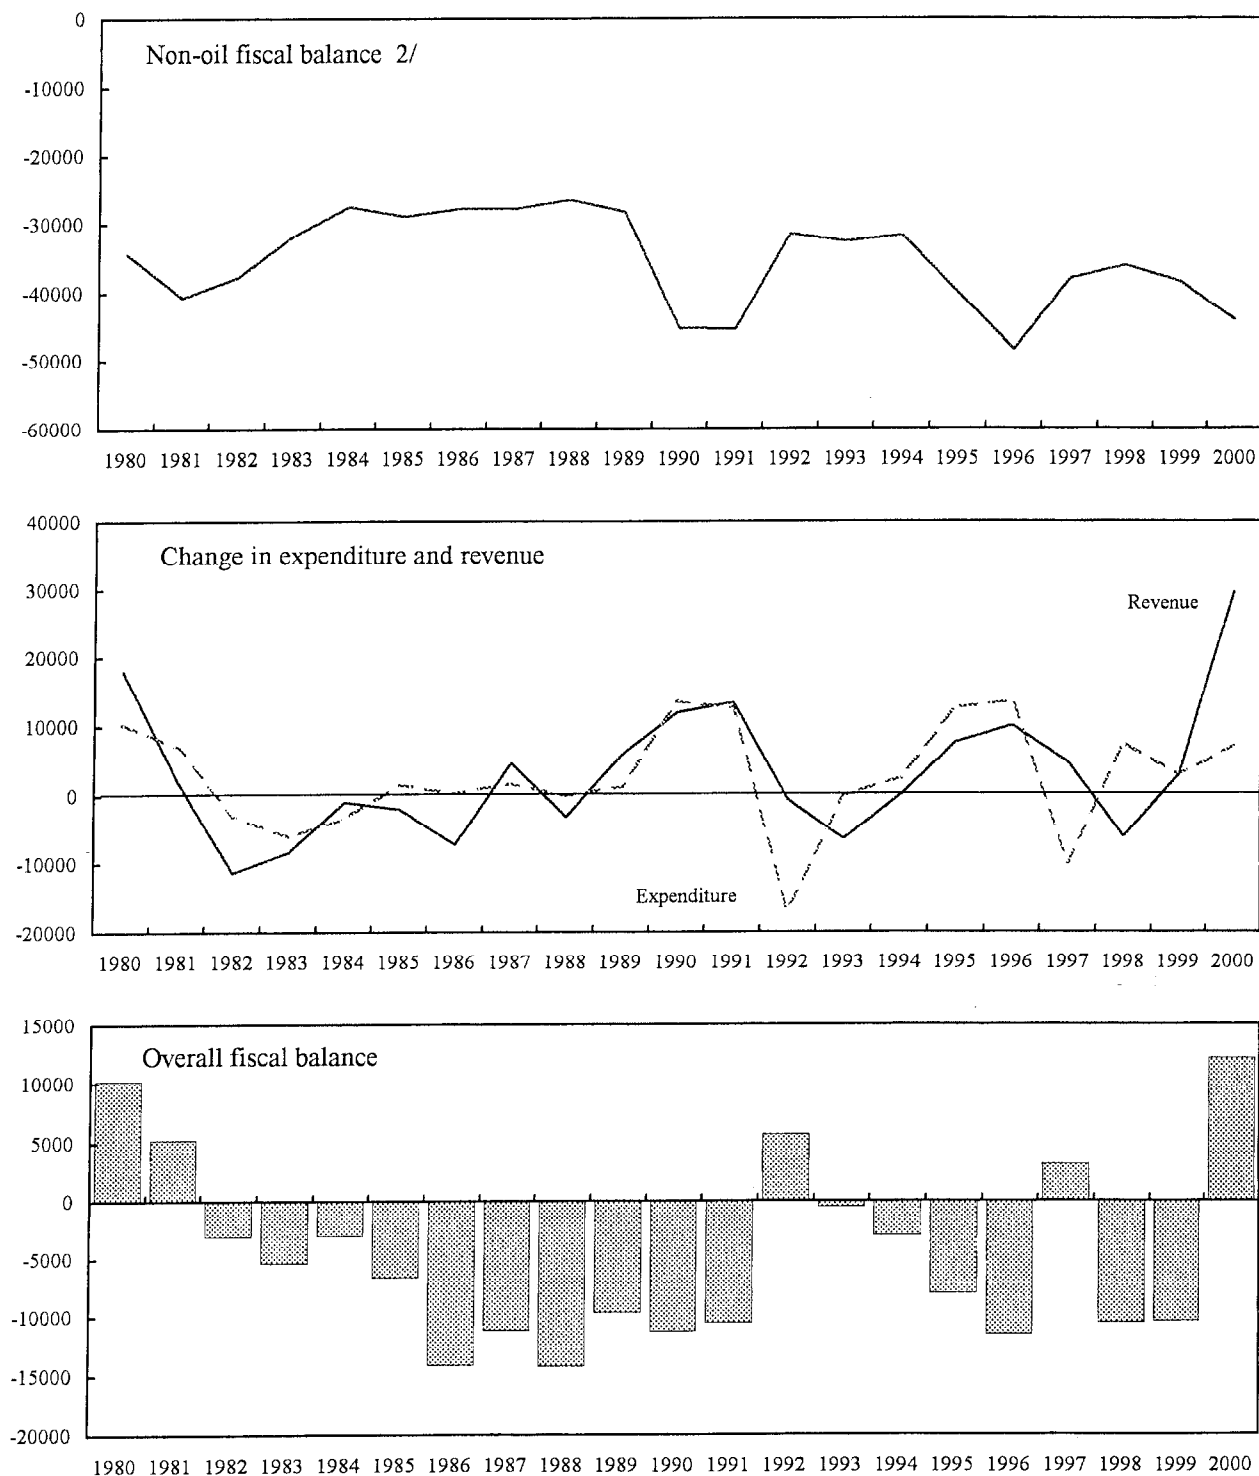 0
Non-oil fiscal balance 2/
-10000
-20000
-30000
-40000
-50000
-60000
1980 1981 1982 1983 1984 1985 1986 1987 1988 1989 1990 1991 1992 1993 1994 1995 1996 1997 1998 1999 2000
40000
Change in expenditure and revenue
30000
Revenue
20000
10000
0
-10000
Expenditure
-20000
1980 1981 1982 1983 1984 1985 1986 1987 1988 1989 1990 1991 1992 1993 1994 1995 1996 1997 1998 1999 2000
15000
Overall fiscal balance
10000
5000
0
-5000
-10000
-15000
-20000
1980 1981 1982 1983 1984 1985 1986 1987 1988 1989 1990 1991 1992 1993 1994 1995 1996 1997 1998 1999 2000